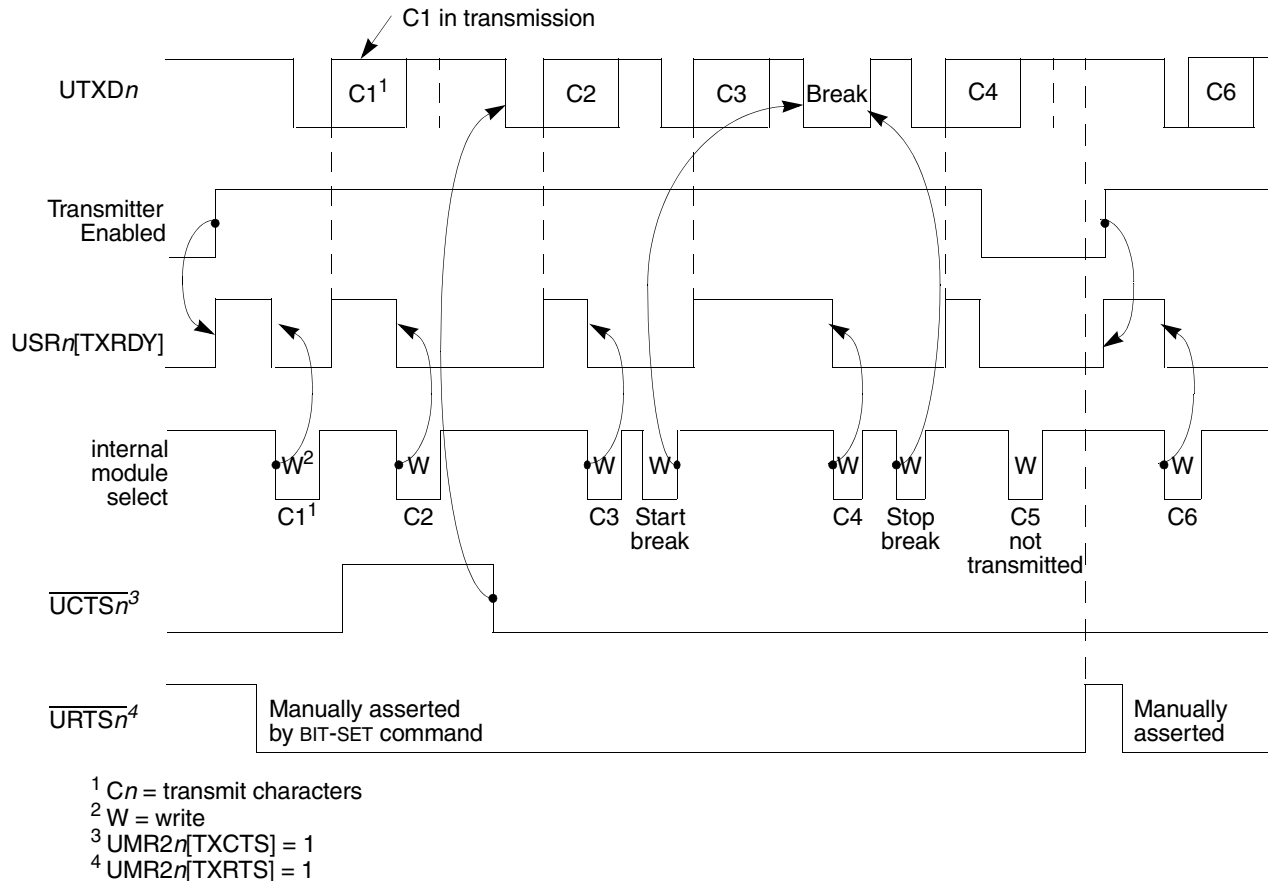 C1 in transmission
UTXDn
C1¹
C2
C3
Break
C4
C6
Transmitter
Enabled
USRn[TXRDY]
internal
module
select
W²
W
W
W
W
W
W
W
C1¹
C2
C3
Start
break
C4
Stop
break
C5
not
transmitted
C6
UCTSn³
URTSn⁴
Manually asserted
by BIT-SET command
Manually
asserted
¹ Cn = transmit characters
² W = write
³ UMR2n[TXCTS] = 1
⁴ UMR2n[TXRTS] = 1